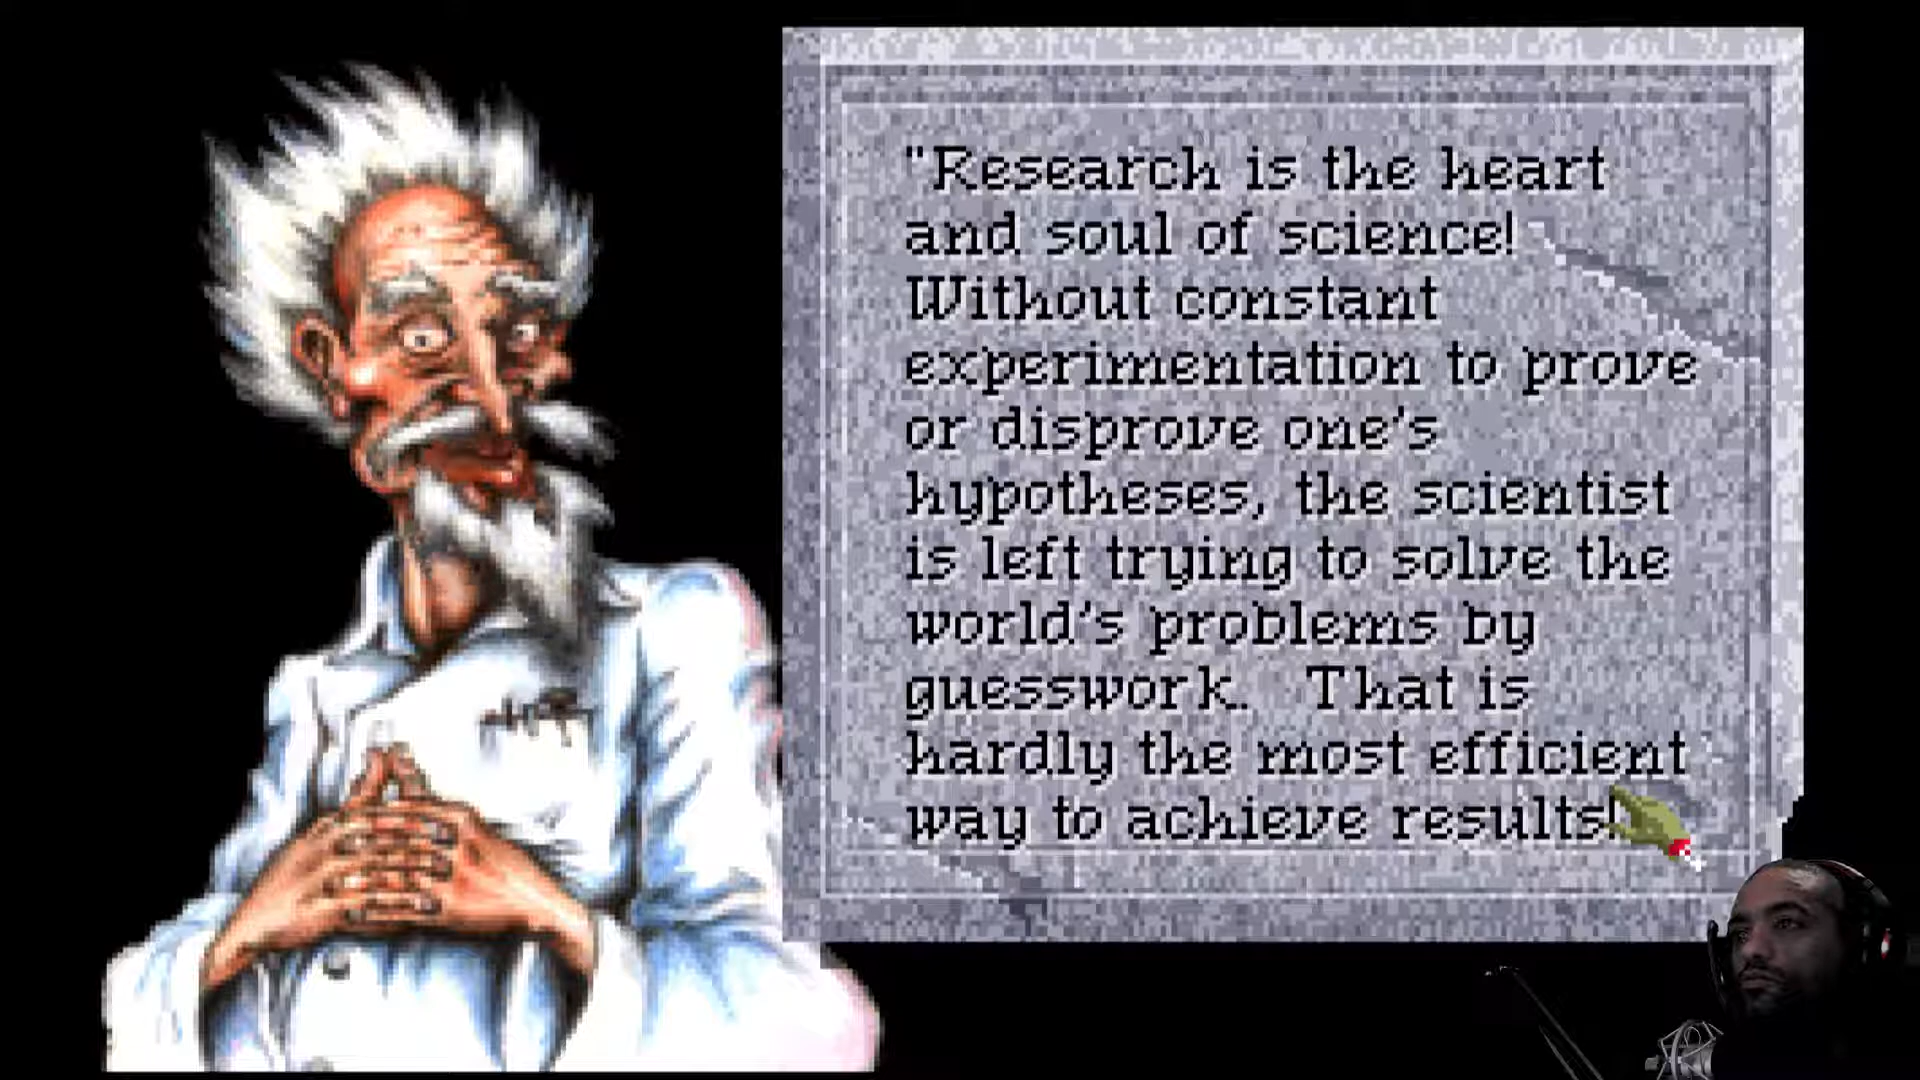 "Research is the heart
and soul of science!
Without constant
experimentation to prove
or disprove one's
hypotheses, the scientist
is left trying to solve the
world's problems by
guesswork.  That is
hardly the most efficient
way to achieve results!